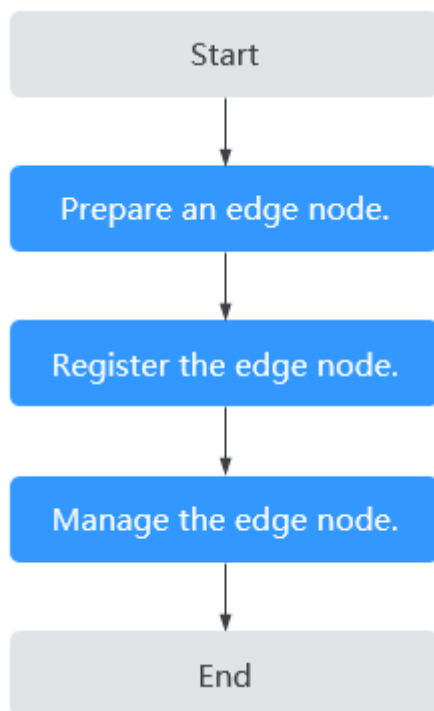 Start
Prepare an edge node.
Register the edge node.
Manage the edge node.
End